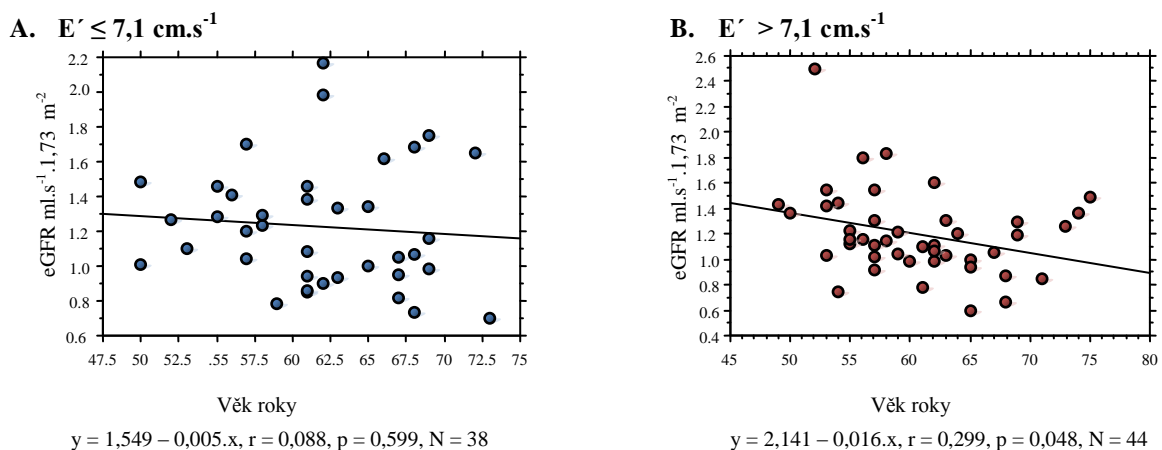 A. E´ ≤ 7,1 cm.s-1
eGFR ml.s-1.1,73 m-2
2.2
2.0
1.8
1.6
1.4
1.2
1.0
0.8
0.6
47.5 50 52.5 .55 57.5 60 62.5 65 67.5 70 72.5 75
Věk roky
y = 1,549 – 0,005.x, r = 0,088, p = 0,599, N = 38
B. E´ > 7,1 cm.s-1
eGFR ml.s-1.1,73 m-2
2.6
2.4
2.2
2.0
1.8
1.6
1.4
1.2
1.0
0.8
0.6
0.4
45 50 55 60 65 70 75 80
Věk roky
y = 2,141 – 0,016.x, r = 0,299, p = 0,048, N = 44